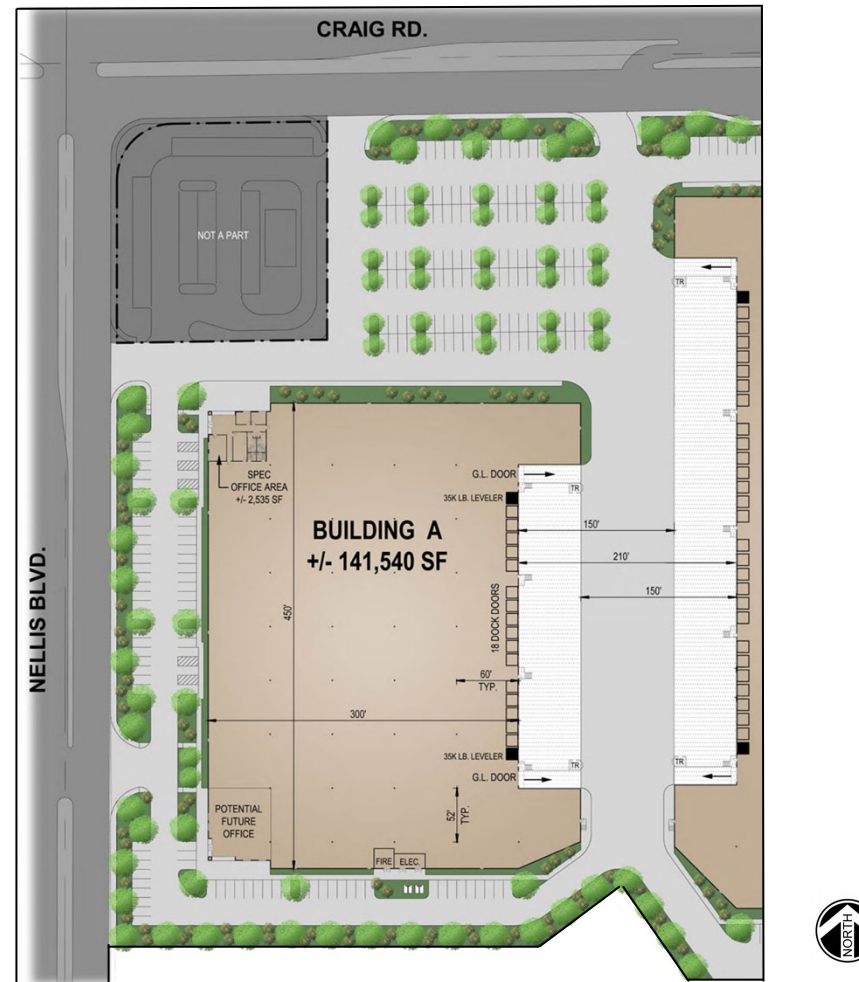 CRAIG RD.
NOT A PART
TR
TR
SPEC
OFFICE AREA
+/- 2,535 SF
G.L. DOOR
35K LB. LEVELER
BUILDING A
+/- 141,540 SF
150'
210'
150'
450'
18 DOCK DOORS
NELLIS BLVD.
60'
TYP.
300'
35K LB. LEVELER
G.L. DOOR
TR
TR
POTENTIAL
FUTURE
OFFICE
52'
TYP.
FIRE
ELEC.
NORTH